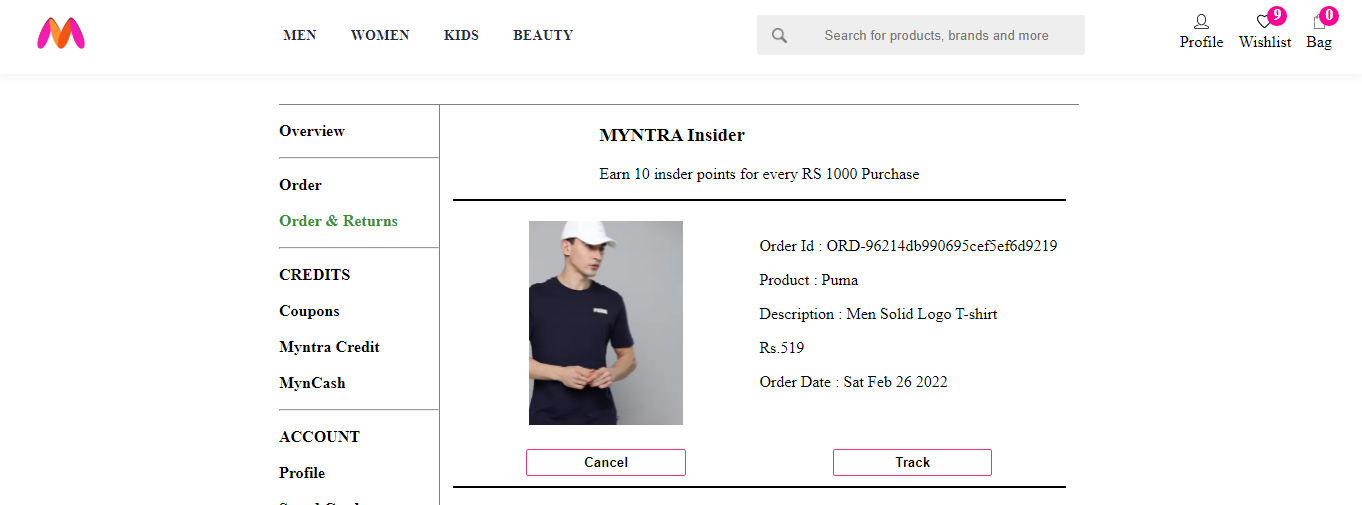 MEN WOMEN KIDS BEAUTY
Search for products, brands and more
9 0
Profile Wishlist Bag
Overview
Order
Order & Returns
CREDITS
Coupons
Myntra Credit
MynCash
ACCOUNT
Profile
MYNTRA Insider
Earn 10 insder points for every RS 1000 Purchase
PUMA
Order Id : ORD-96214db990695cef5ef6d9219
Product : Puma
Description : Men Solid Logo T-shirt
Rs.519
Order Date : Sat Feb 26 2022
Cancel Track